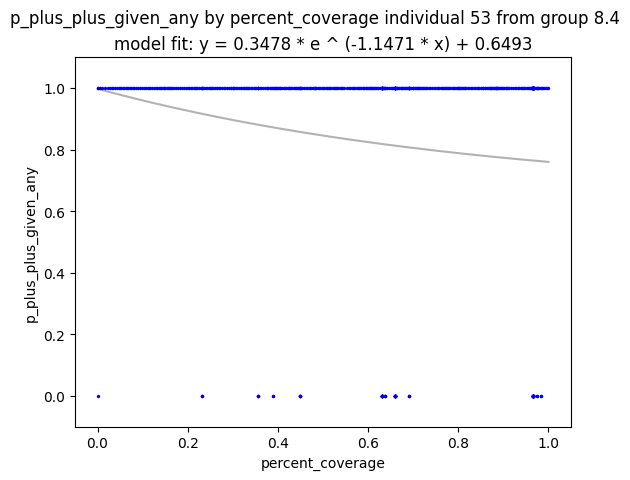 p_plus_plus_given_any by percent_coverage individual 53 from group 8.4
model fit: y = 0.3478 * e ^ (-1.1471 * x) + 0.6493
1.0
0.8
0.6
0.4
0.2
0.0
p_plus_plus_given_any
0.0 0.2 0.4 0.6 0.8 1.0
percent_coverage